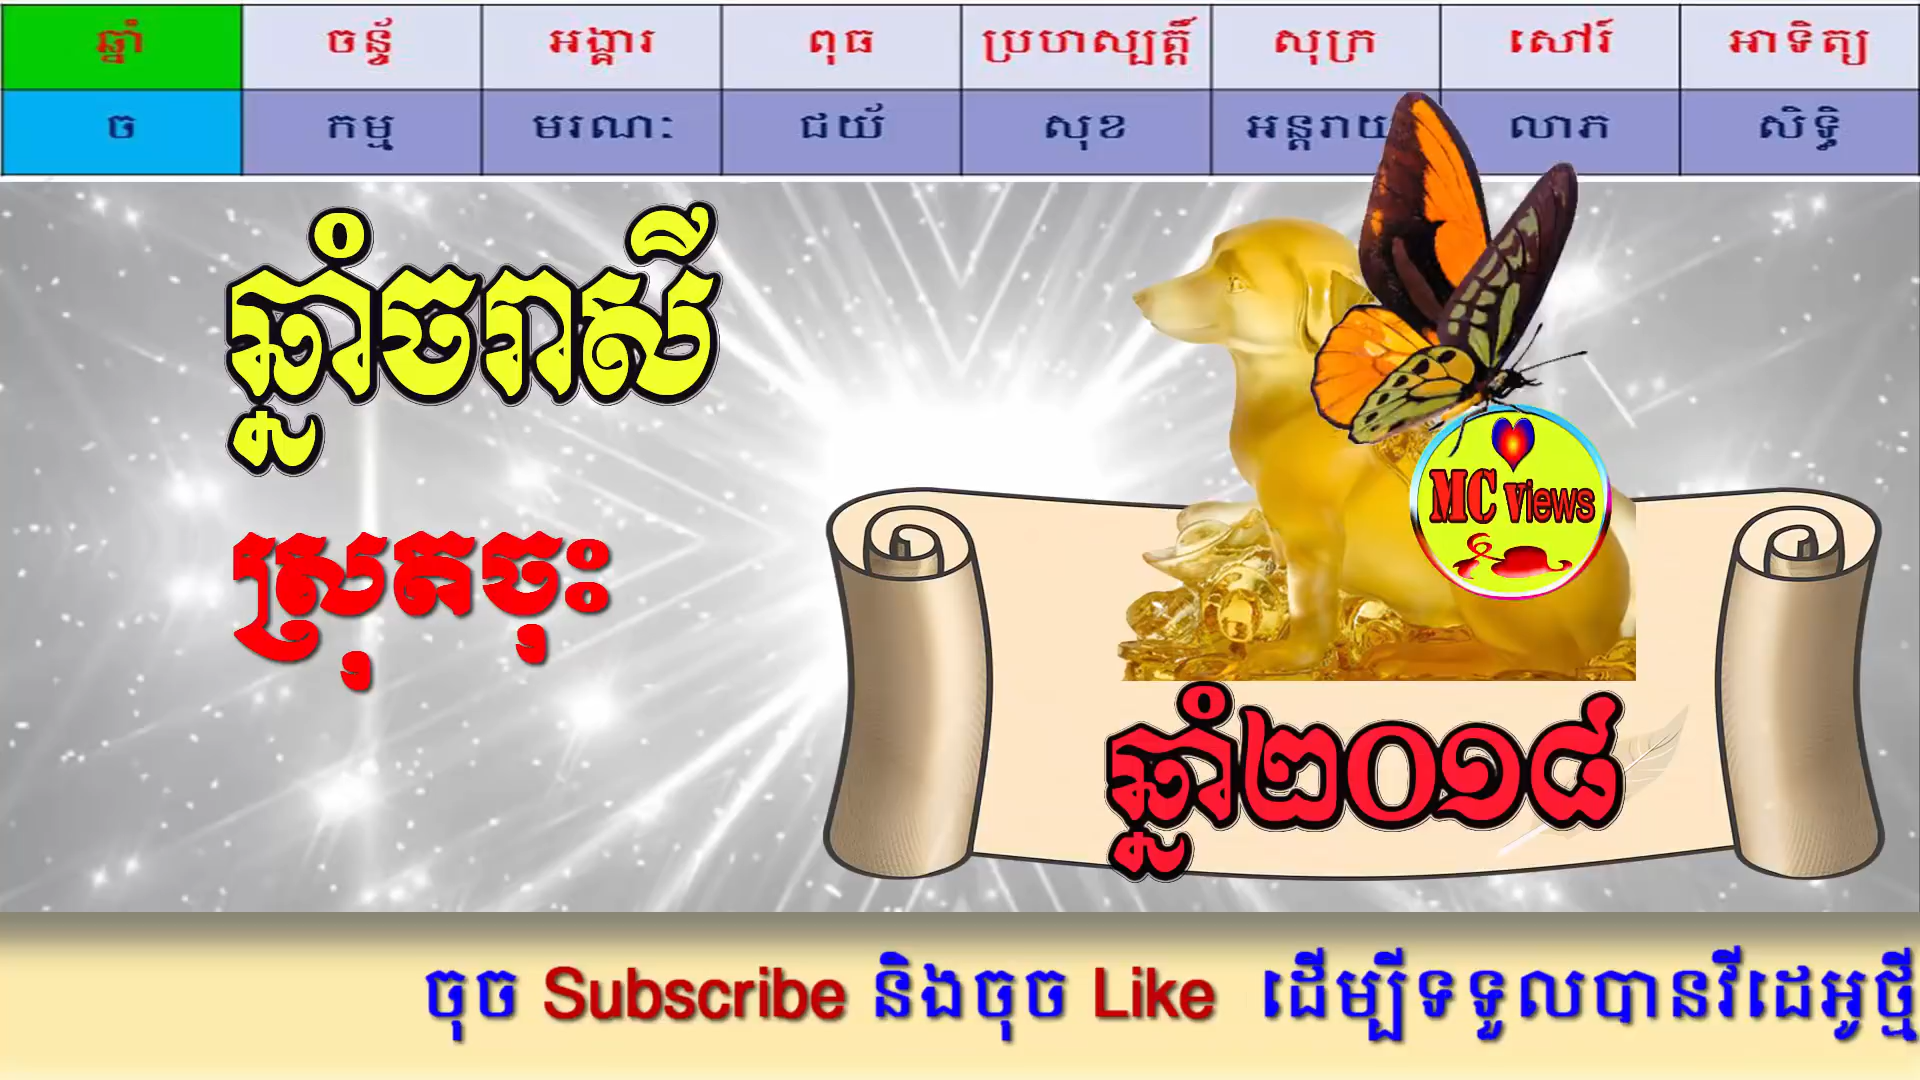 ឆ្នាំ ចន្ទ័ អង្គារ ពុធ ប្រហស្បត្តិ៍ សុក្រ សៅរ៍ អាទិត្យ
ច កម្ម មរណៈ ជយ័ សុខ អន្តរាយ លាភ សិទ្ធិ
ឆ្នាំចរាសី
ស្រុតចុះ
MC Views
ឆ្នាំ២០១៨
ចុច Subscribe និងចុច Like ដើម្បីទទួលបានវីដេអូថ្មី